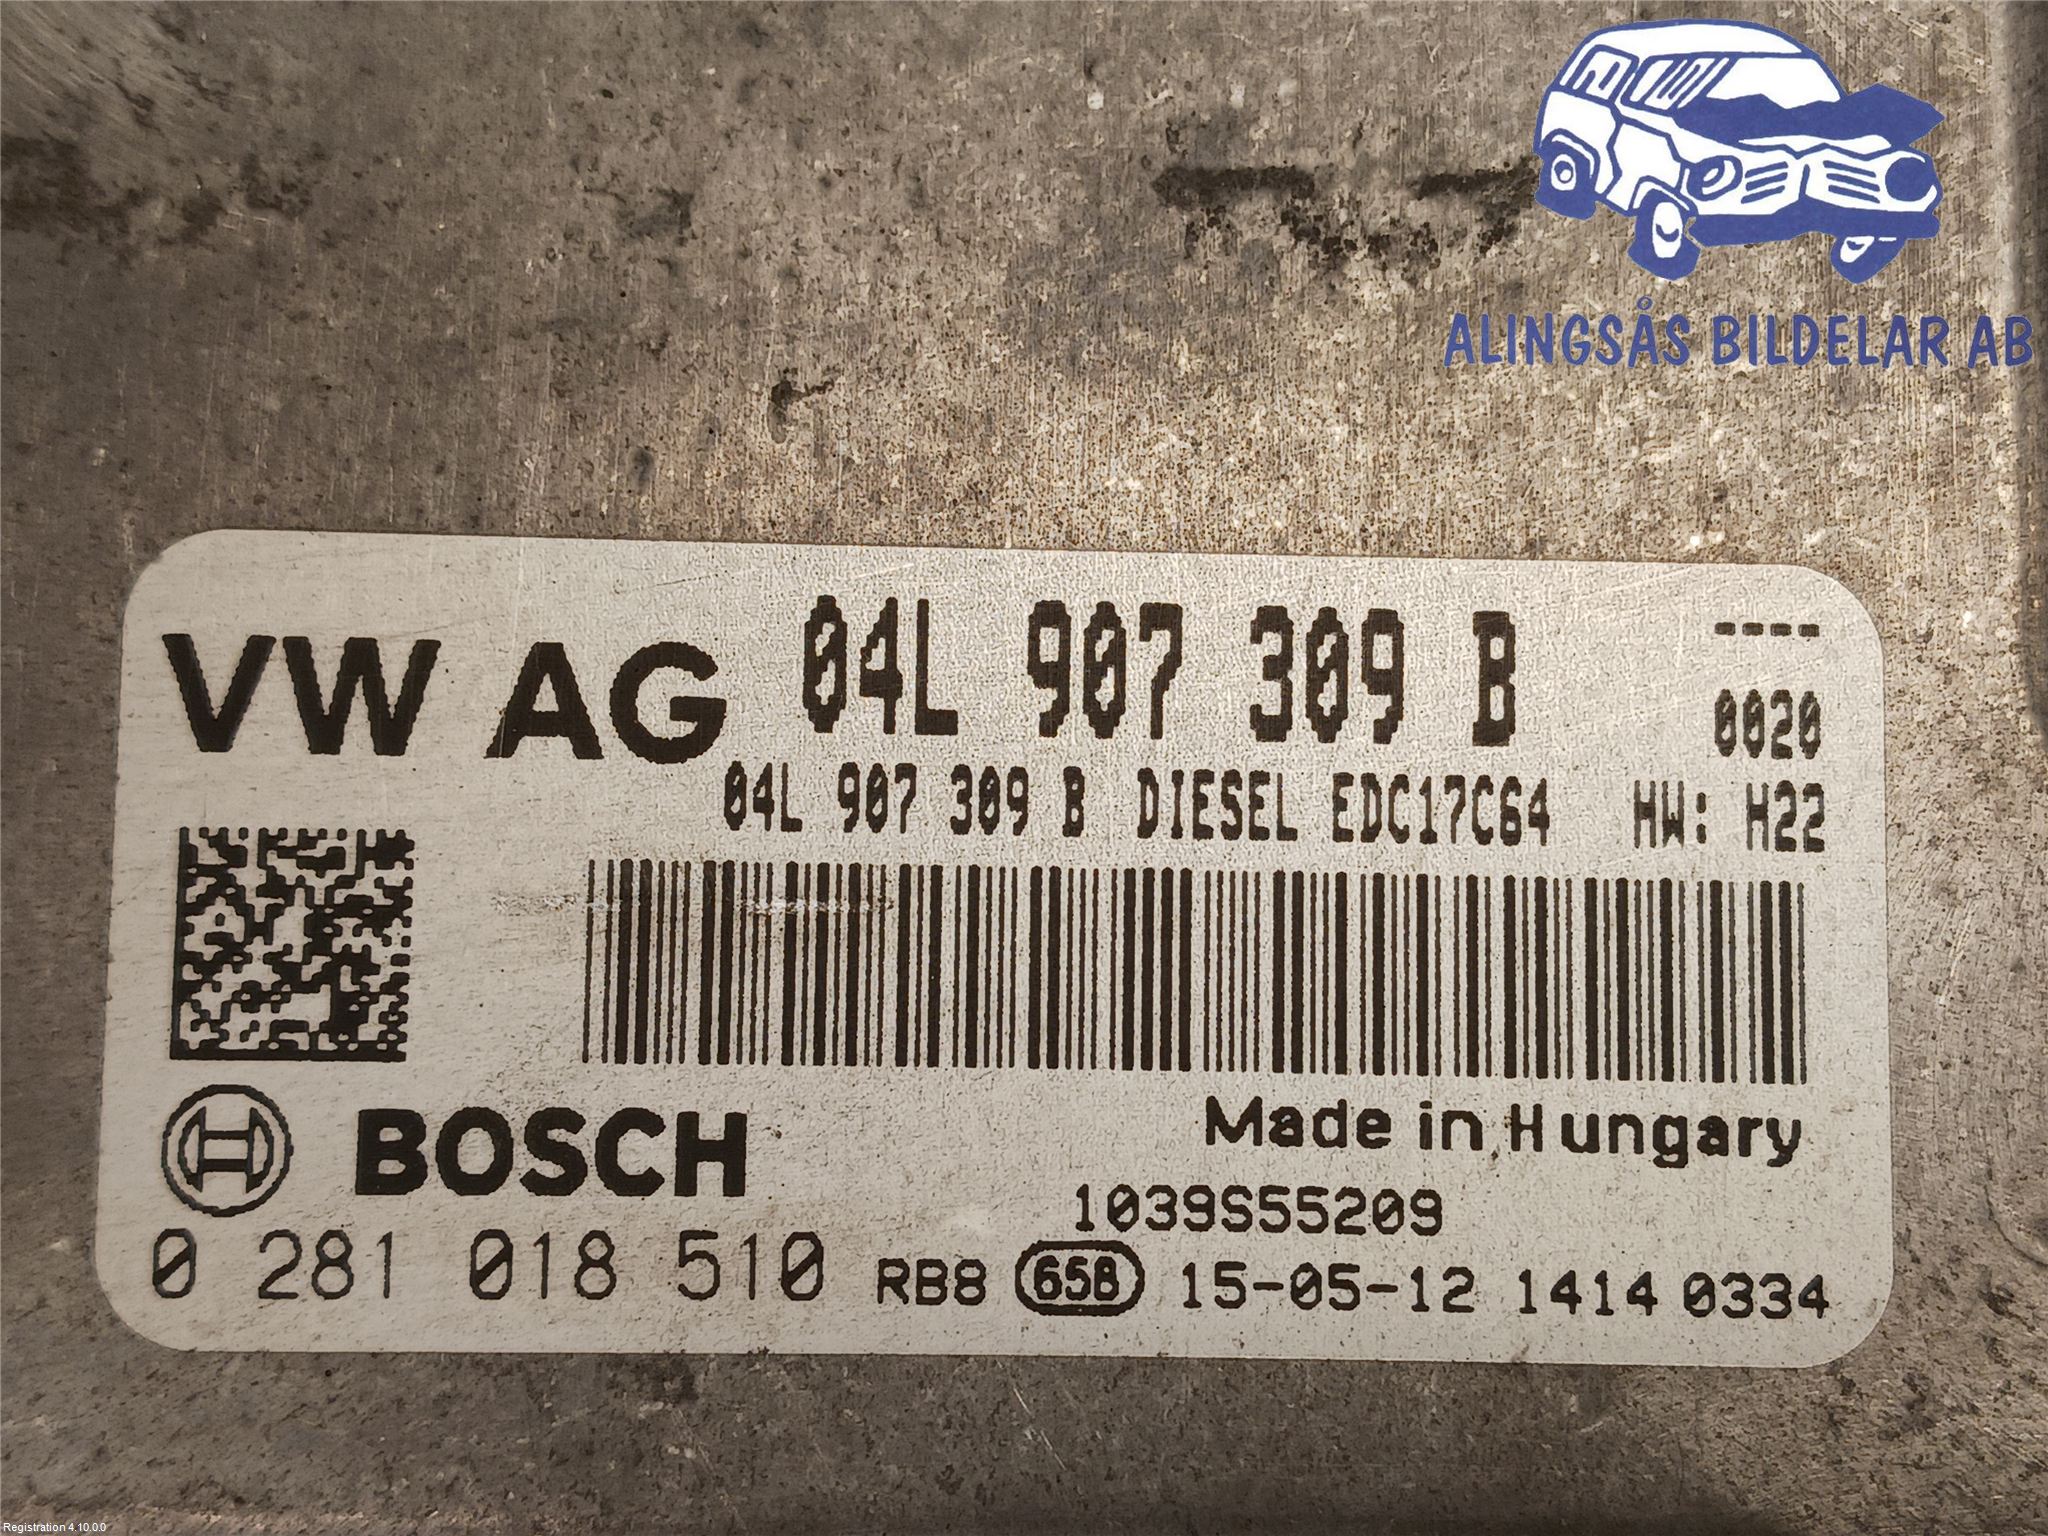 ALINGSÅS BILDELAR AB
VW AG 04L 907 309 B ----
0020
04L 907 309 B DIESEL EDC17C64 HW: H22
BOSCH
Made in Hungary
1039S55209
0 281 018 510 RB8 65B 15-05-12 1414 0334
Registration 4.10.0.0